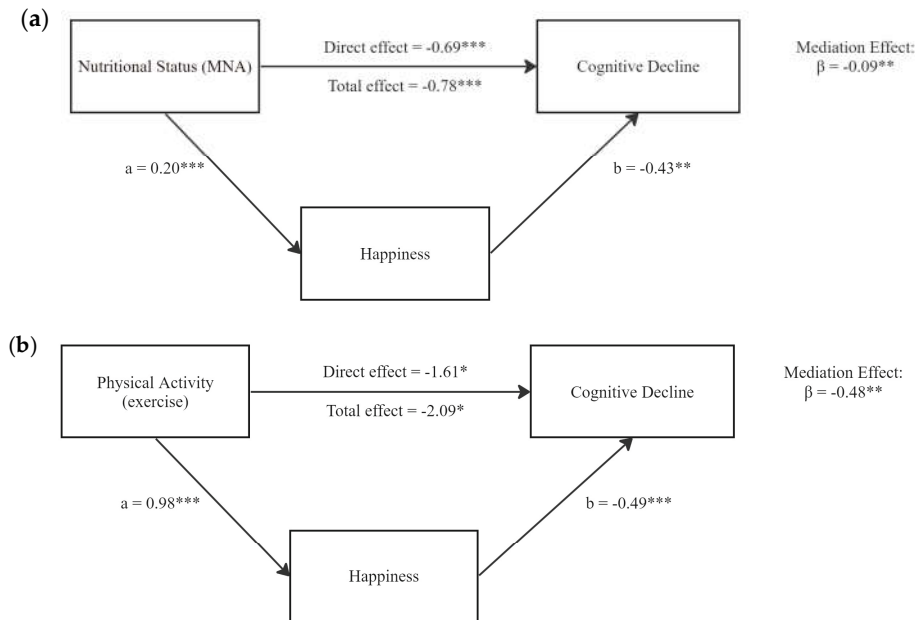 (a)
Direct effect = -0.69***
Mediation Effect:
β = -0.09**
Nutritional Status (MNA)
Cognitive Decline
Total effect = -0.78***
a = 0.20***
b = -0.43**
Happiness
(b)
Direct effect = -1.61*
Mediation Effect:
β = -0.48**
Physical Activity
(exercise)
Cognitive Decline
Total effect = -2.09*
a = 0.98***
b = -0.49***
Happiness